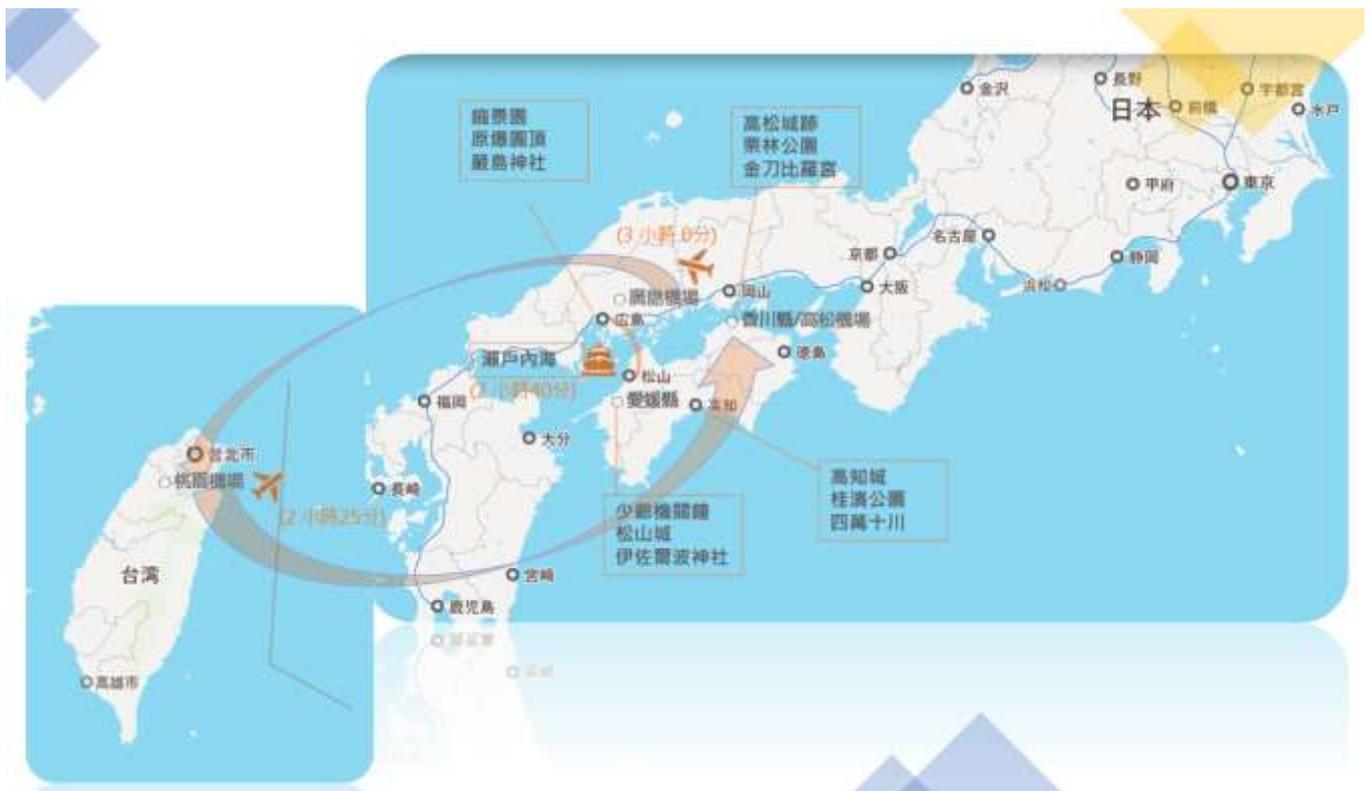 金沢
長野
日本
前橋
宇都宮
水戸
縮景園
原爆圓頂
嚴島神社
高松城跡
栗林公園
金刀比羅宮
甲府
東京
(3 小時 0分)
京都
名古屋
静岡
浜松
大阪
廣島機場
岡山
広島
香川縣/高松機場
徳島
瀨戶內海
松山
愛媛縣
高知
福岡
大分
台北市
桃園機場
長崎
(2 小時25分)
高知城
桂濱公園
四萬十川
少爺機關鐘
松山城
伊佐爾波神社
台湾
宮崎
鹿児島
高雄市